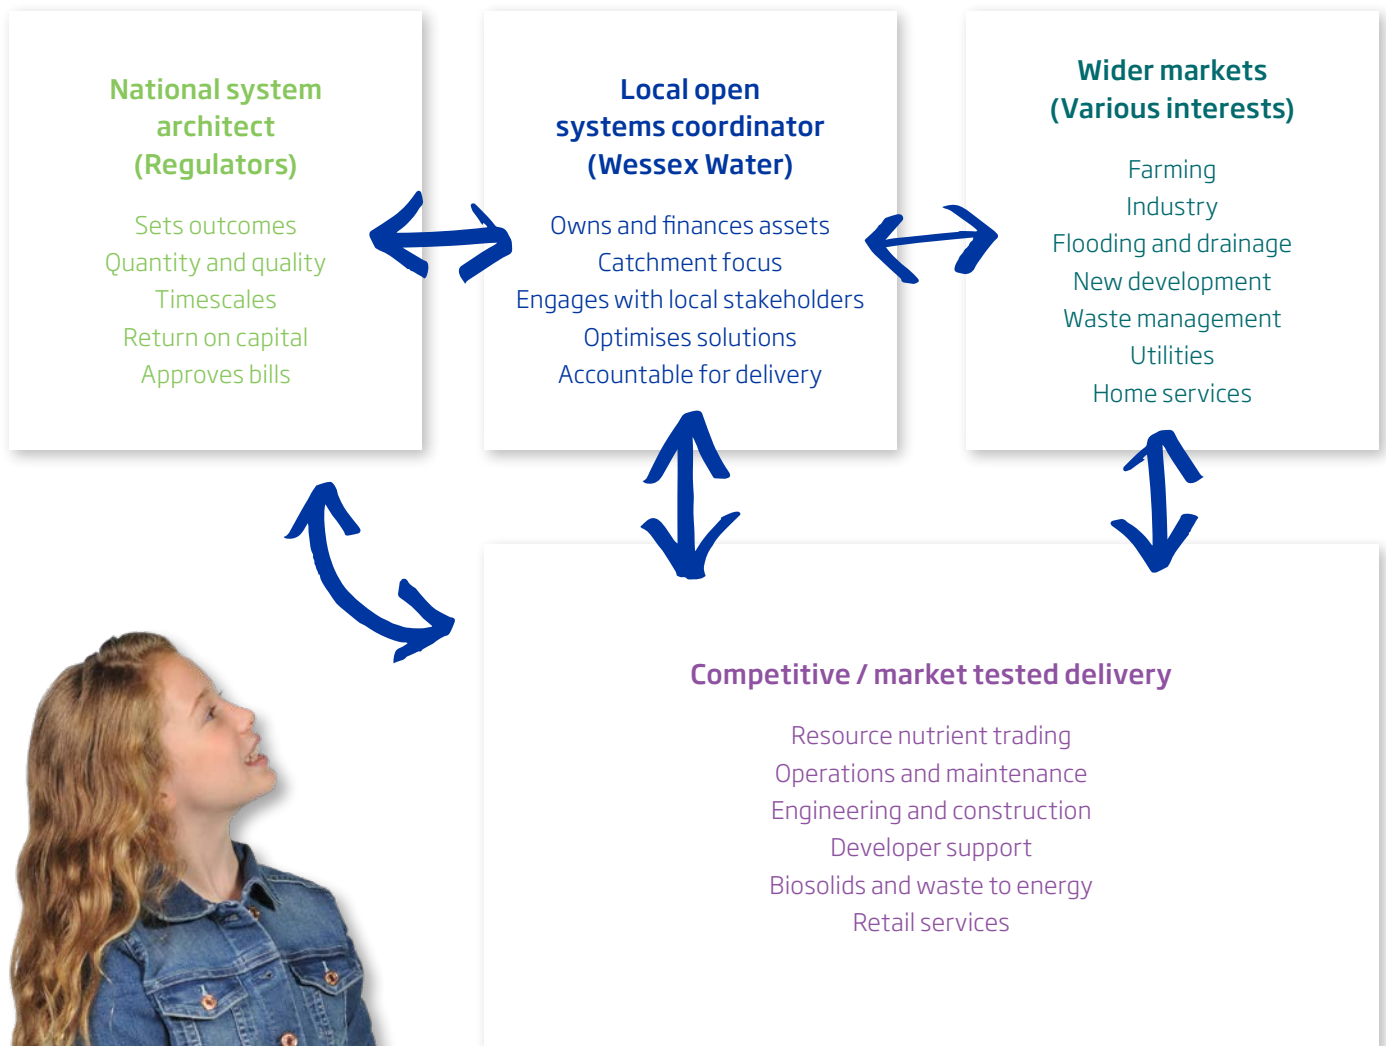 National system
architect
(Regulators)
Sets outcomes
Quantity and quality
Timescales
Return on capital
Approves bills
Local open
systems coordinator
(Wessex Water)
Owns and finances assets
Catchment focus
Engages with local stakeholders
Optimises solutions
Accountable for delivery
Wider markets
(Various interests)
Farming
Industry
Flooding and drainage
New development
Waste management
Utilities
Home services
Competitive / market tested delivery
Resource nutrient trading
Operations and maintenance
Engineering and construction
Developer support
Biosolids and waste to energy
Retail services